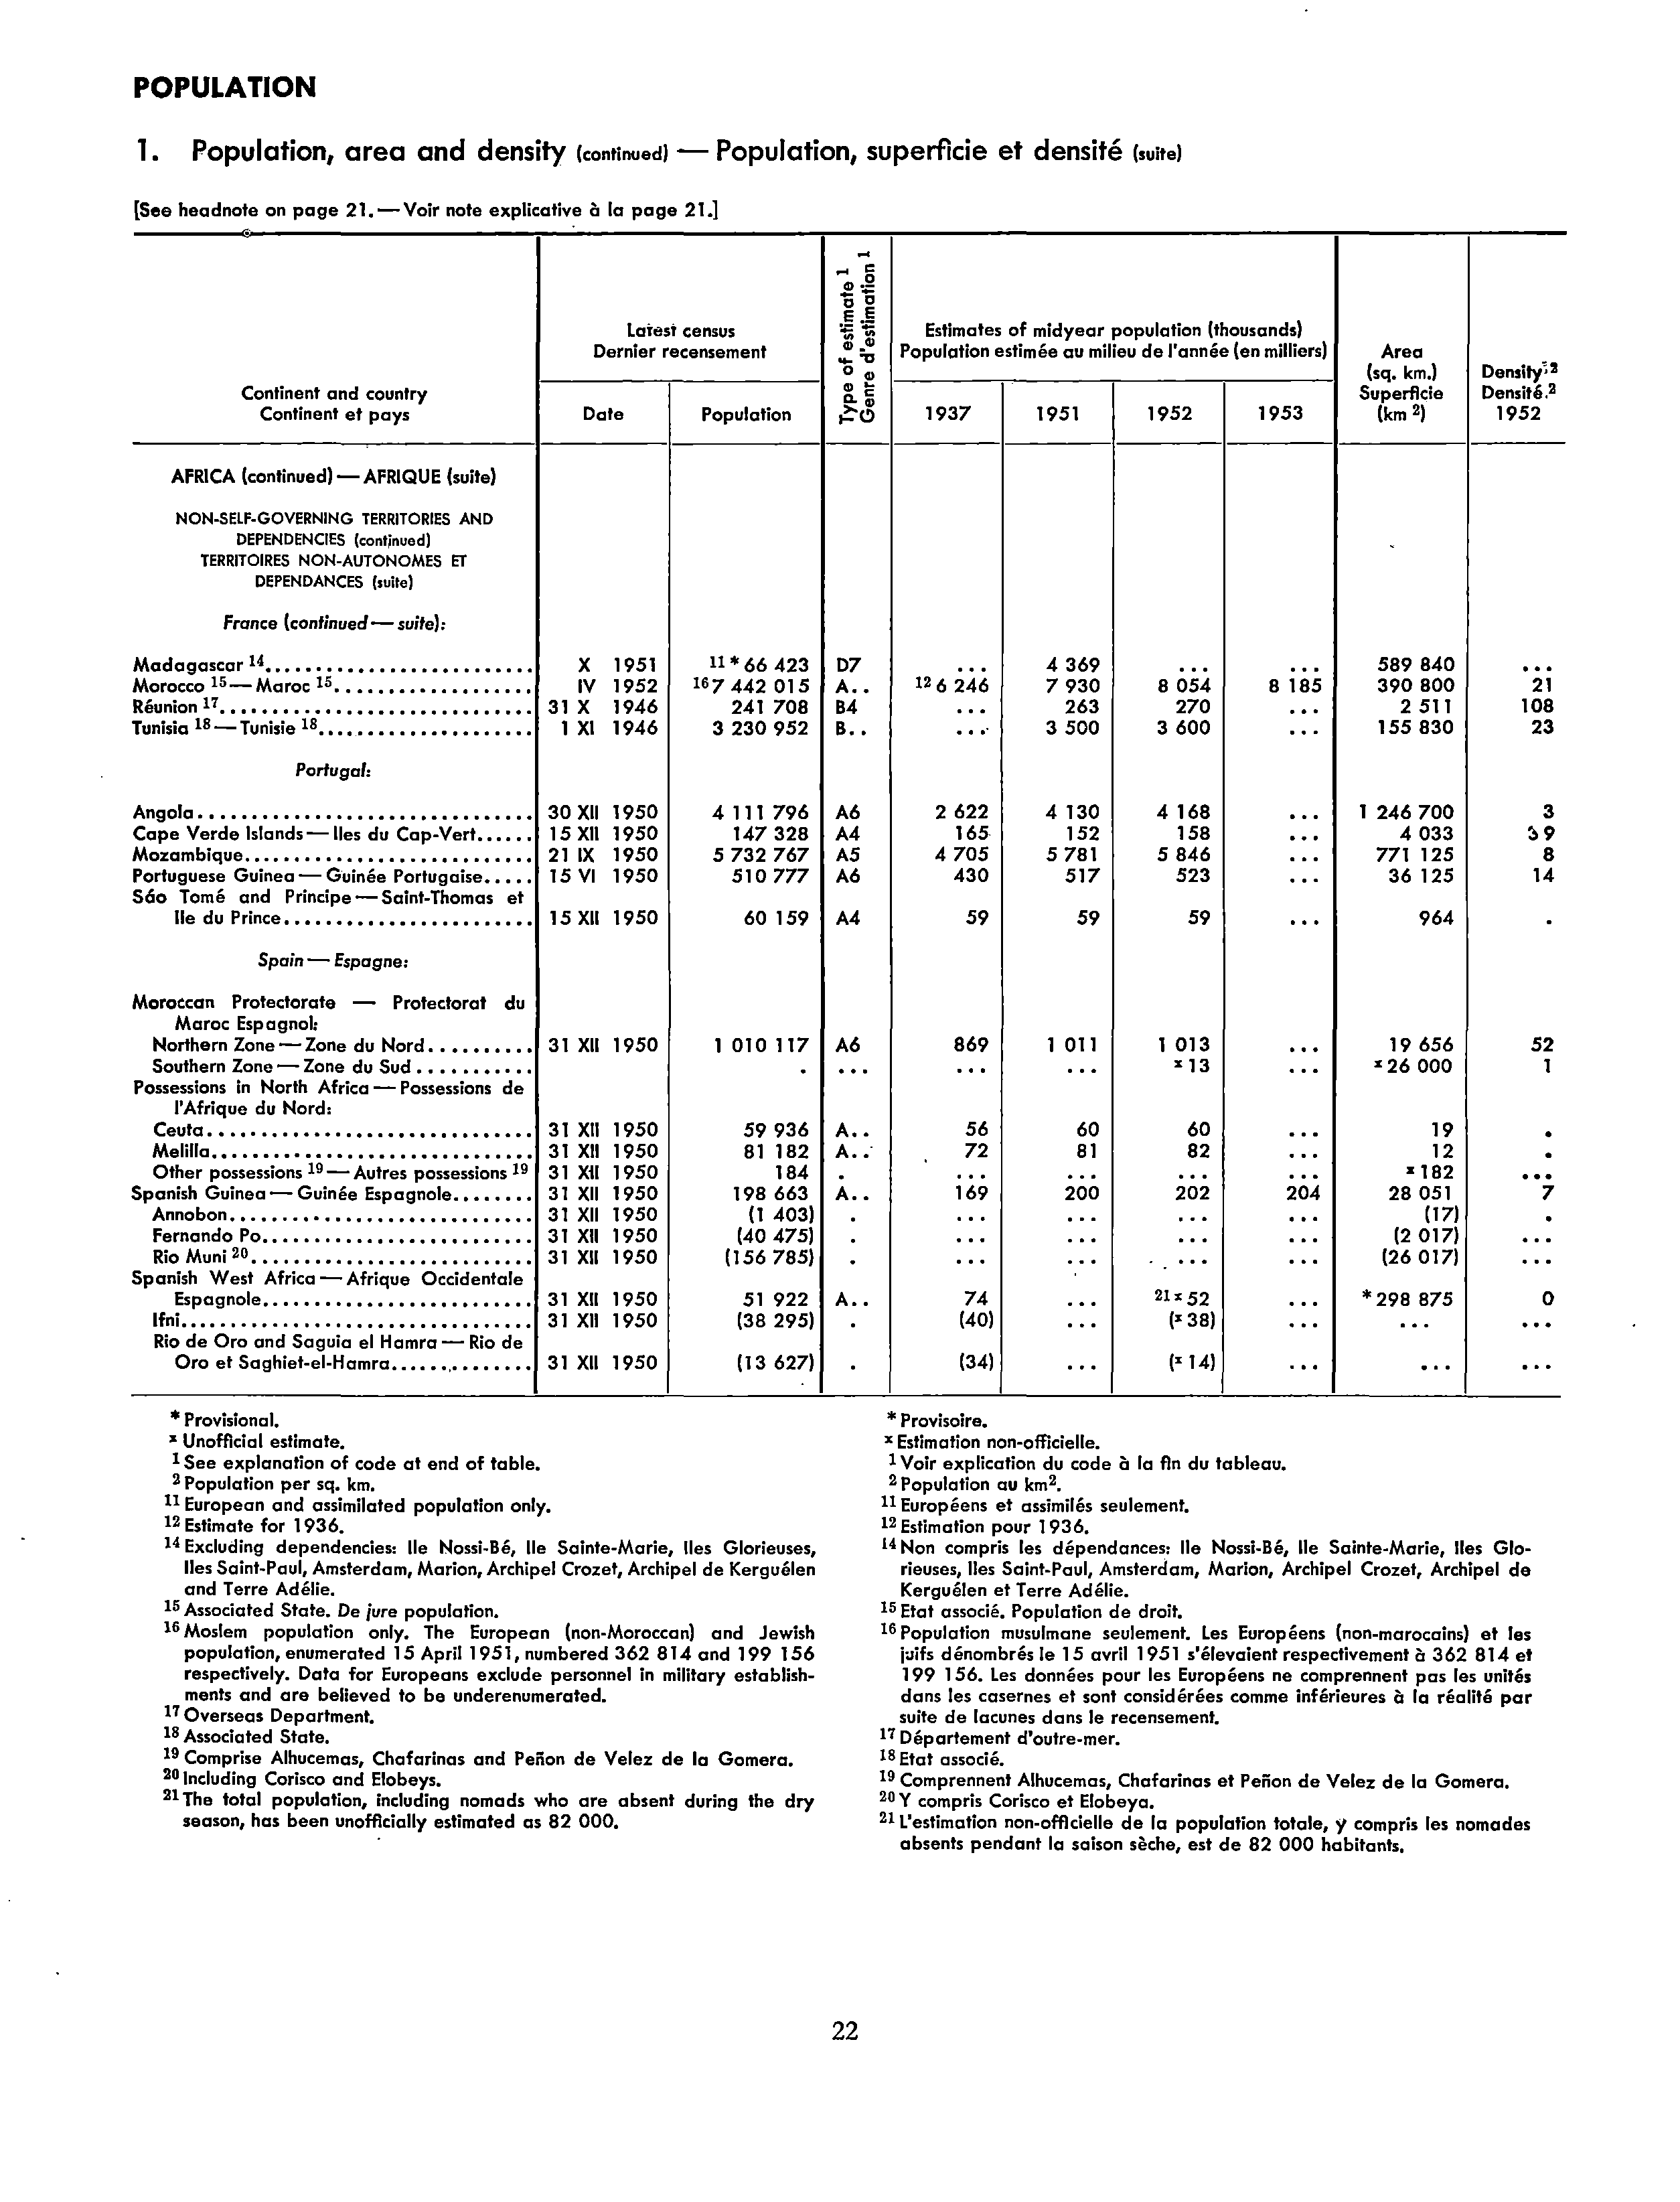 POPULATION
1. Population, area and density (continued) — Population, superficie et densité (suite)
[See headnote on page 21. — Voir note explicative à la page 21.]
Continent and country
Continent et pays
Latest census
Dernier recensement
Date
Population
Type of estimate 1
Genre d'estimation 1
Estimates of midyear population (thousands)
Population estimée au milieu de l'année (en milliers)
1937 1951 1952 1953
Area
(sq. km.)
Superficie
(km 2)
Density 2
Densité 2
1952
AFRICA (continued) — AFRIQUE (suite)
NON-SELF-GOVERNING TERRITORIES AND
DEPENDENCIES (continued)
TERRITOIRES NON-AUTONOMES ET
DEPENDANCES (suite)
France (continued — suite):
Madagascar 14 X 1951 11 * 66 423 D7 ... 4 369 ... ... 589 840 ...
Morocco 15 — Maroc 15 IV 1952 16 7 442 015 A.. 12 6 246 7 930 8 054 8 185 390 800 21
Réunion 17 31 X 1946 241 708 B4 ... 263 270 ... 2 511 108
Tunisia 18 — Tunisie 18 1 XI 1946 3 230 952 B.. ... 3 500 3 600 ... 155 830 23
Portugal:
Angola 30 XII 1950 4 111 796 A6 2 622 4 130 4 168 ... 1 246 700 3
Cape Verde Islands — Iles du Cap-Vert 15 XII 1950 147 328 A4 165 152 158 ... 4 033 39
Mozambique 21 IX 1950 5 732 767 A5 4 705 5 781 5 846 ... 771 125 8
Portuguese Guinea — Guinée Portugaise 15 VI 1950 510 777 A6 430 517 523 ... 36 125 14
Sáo Tomé and Principe — Saint-Thomas et
Ile du Prince 15 XII 1950 60 159 A4 59 59 59 ... 964 .
Spain — Espagne:
Moroccan Protectorate — Protectorat du
Maroc Espagnol:
Northern Zone — Zone du Nord 31 XII 1950 1 010 117 A6 869 1 011 1 013 ... 19 656 52
Southern Zone — Zone du Sud . ... ... ... x 13 ... x 26 000 1
Possessions in North Africa — Possessions de
l'Afrique du Nord:
Ceuta 31 XII 1950 59 936 A.. 56 60 60 ... 19 .
Melilla 31 XII 1950 81 182 A.. 72 81 82 ... 12 .
Other possessions 19 — Autres possessions 19 31 XII 1950 184 . ... ... ... ... x 182 ...
Spanish Guinea — Guinée Espagnole 31 XII 1950 198 663 A.. 169 200 202 204 28 051 7
Annobon 31 XII 1950 (1 403) . ... ... ... ... (17) .
Fernando Po 31 XII 1950 (40 475) . ... ... ... ... (2 017) ...
Rio Muni 20 31 XII 1950 (156 785) . ... ... ... ... (26 017) ...
Spanish West Africa — Afrique Occidentale
Espagnole 31 XII 1950 51 922 A.. 74 ... 21 x 52 ... * 298 875 0
Ifni 31 XII 1950 (38 295) . (40) ... (x 38) ... ... ...
Rio de Oro and Saguia el Hamra — Rio de
Oro et Saghiet-el-Hamra 31 XII 1950 (13 627) . (34) ... (x 14) ... ... ...
* Provisional.
x Unofficial estimate.
1 See explanation of code at end of table.
2 Population per sq. km.
11 European and assimilated population only.
12 Estimate for 1936.
14 Excluding dependencies: Ile Nossi-Bé, Ile Sainte-Marie, Iles Glorieuses,
Iles Saint-Paul, Amsterdam, Marion, Archipel Crozet, Archipel de Kerguélen
and Terre Adélie.
15 Associated State. De jure population.
16 Moslem population only. The European (non-Moroccan) and Jewish
population, enumerated 15 April 1951, numbered 362 814 and 199 156
respectively. Data for Europeans exclude personnel in military establish-
ments and are believed to be underenumerated.
17 Overseas Department.
18 Associated State.
19 Comprise Alhucemas, Chafarinas and Peñon de Velez de la Gomera.
20 Including Corisco and Elobeys.
21 The total population, including nomads who are absent during the dry
season, has been unofficially estimated as 82 000.
* Provisoire.
x Estimation non-officielle.
1 Voir explication du code à la fin du tableau.
2 Population au km2.
11 Européens et assimilés seulement.
12 Estimation pour 1936.
14 Non compris les dépendances: Ile Nossi-Bé, Ile Sainte-Marie, Iles Glo-
rieuses, Iles Saint-Paul, Amsterdam, Marion, Archipel Crozet, Archipel de
Kerguélen et Terre Adélie.
15 Etat associé. Population de droit.
16 Population musulmane seulement. Les Européens (non-marocains) et les
juifs dénombrés le 15 avril 1951 s'élevaient respectivement à 362 814 et
199 156. Les données pour les Européens ne comprennent pas les unités
dans les casernes et sont considérées comme inférieures à la réalité par
suite de lacunes dans le recensement.
17 Département d'outre-mer.
18 Etat associé.
19 Comprennent Alhucemas, Chafarinas et Peñon de Velez de la Gomera.
20 Y compris Corisco et Elobeya.
21 L'estimation non-officielle de la population totale, y compris les nomades
absents pendant la saison sèche, est de 82 000 habitants.
22